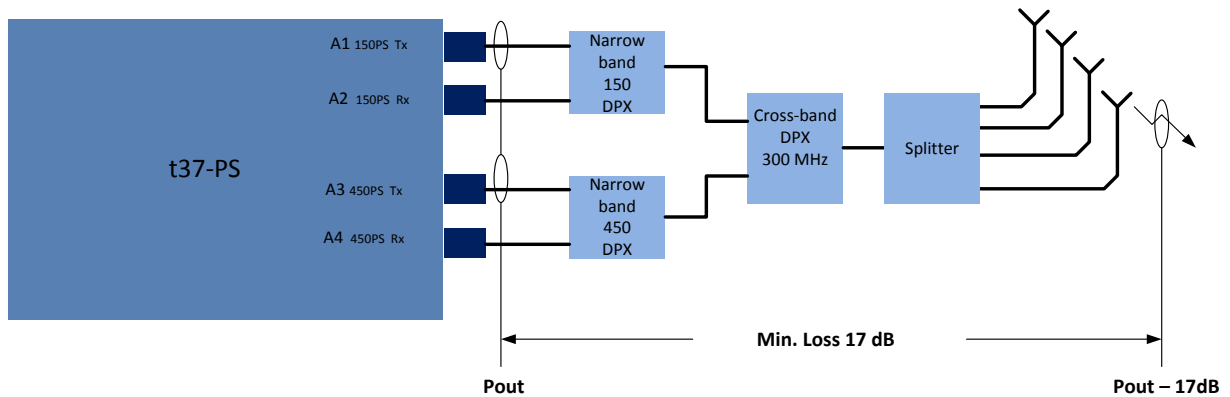 t37-PS
A1 150PS Tx
A2 150PS Rx
A3 450PS Tx
A4 450PS Rx
Narrow
band
150
DPX
Narrow
band
450
DPX
Cross-band
DPX
300 MHz
Splitter
Min. Loss 17 dB
Pout
Pout – 17dB